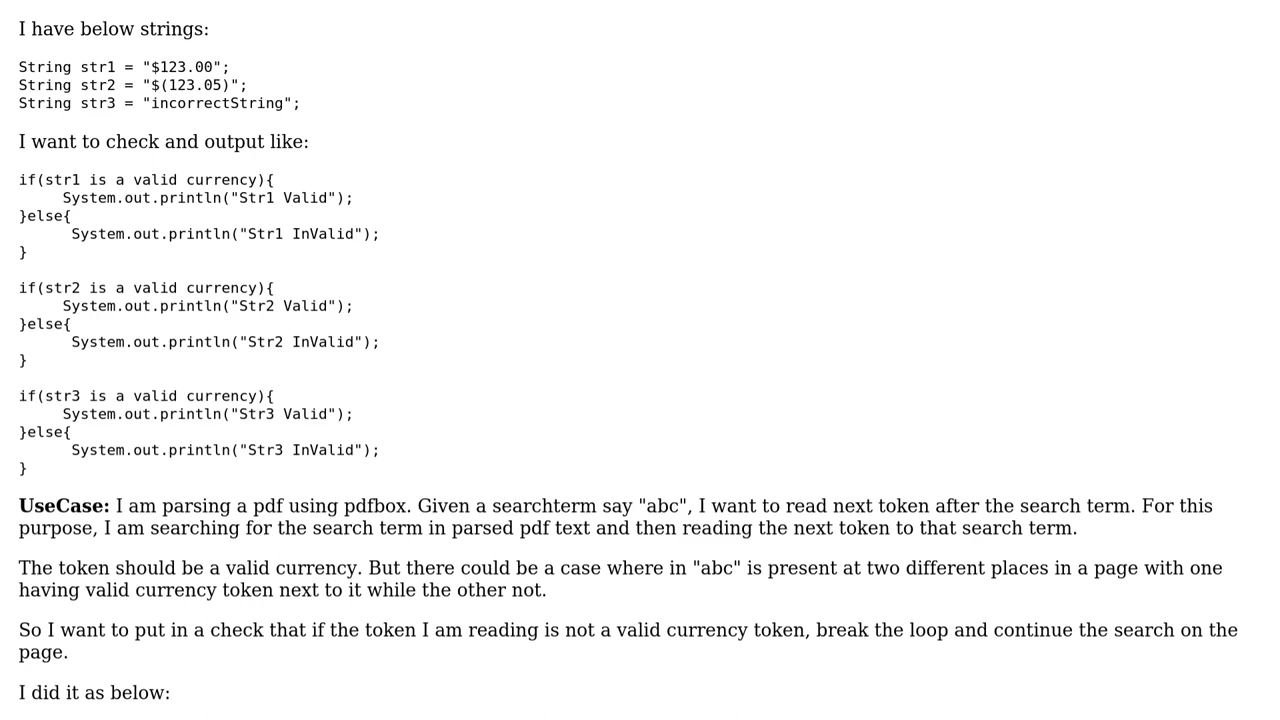 I have below strings:
String str1 = "$123.00";
String str2 = "$(123.05)";
String str3 = "incorrectString";
I want to check and output like:
if(str1 is a valid currency){
     System.out.println("Str1 Valid");
}else{
      System.out.println("Str1 InValid");
}
if(str2 is a valid currency){
     System.out.println("Str2 Valid");
}else{
      System.out.println("Str2 InValid");
}
if(str3 is a valid currency){
     System.out.println("Str3 Valid");
}else{
      System.out.println("Str3 InValid");
}
UseCase: I am parsing a pdf using pdfbox. Given a searchterm say "abc", I want to read next token after the search term. For this
purpose, I am searching for the search term in parsed pdf text and then reading the next token to that search term.
The token should be a valid currency. But there could be a case where in "abc" is present at two different places in a page with one
having valid currency token next to it while the other not.
So I want to put in a check that if the token I am reading is not a valid currency token, break the loop and continue the search on the
page.
I did it as below: